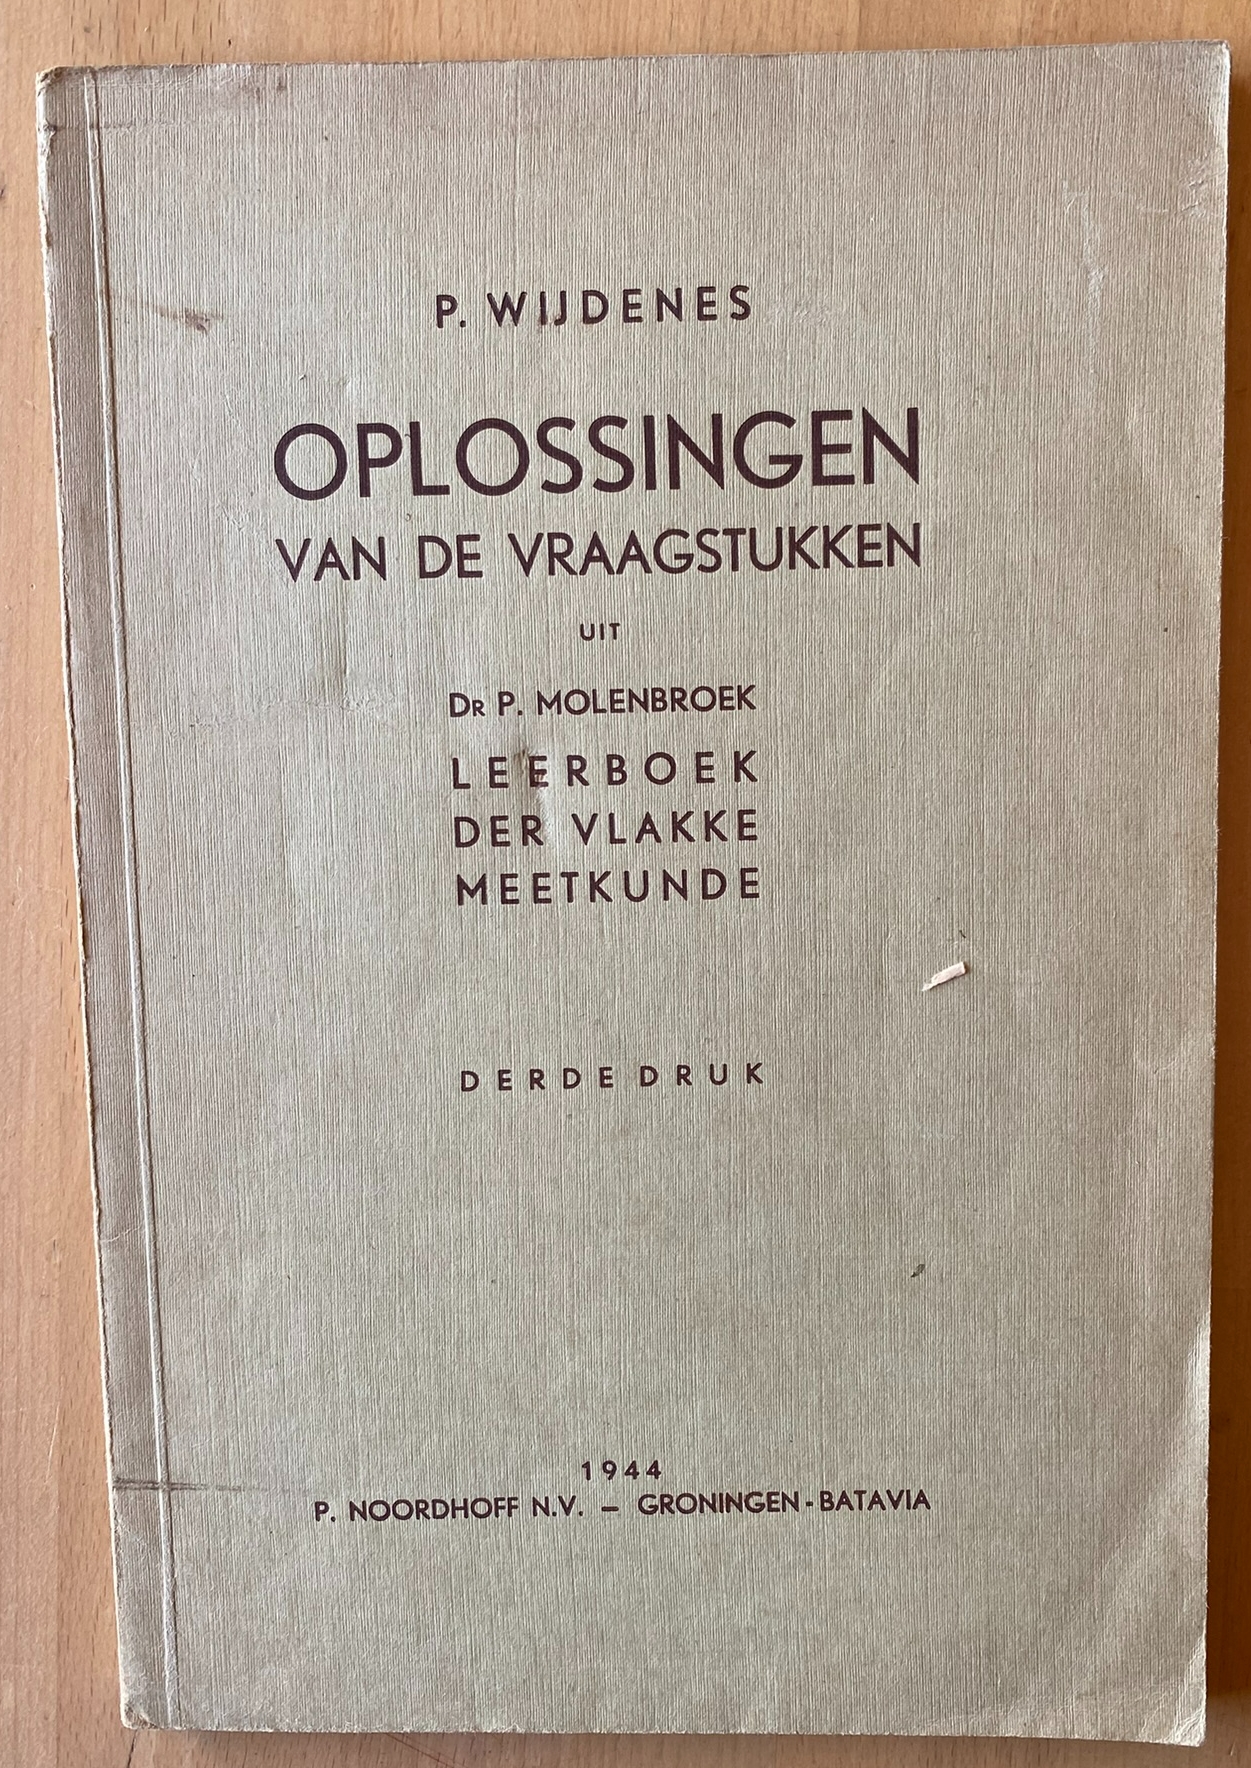 P. WIJDENES
OPLOSSINGEN
VAN DE VRAAGSTUKKEN
UIT
DR P. MOLENBROEK
LEERBOEK
DER VLAKKE
MEETKUNDE
DERDE DRUK
1944
P. NOORDHOFF N.V. – GRONINGEN - BATAVIA